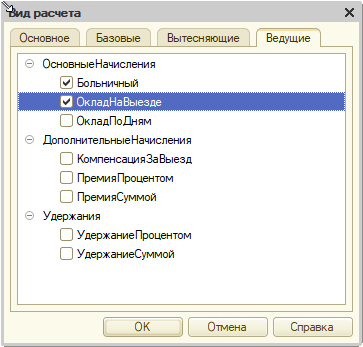 Вид расчета
Основное Базовые Вытесняющие Ведущие
ОсновныеНачисления
Больничный
ОкладНаВыезде
ОкладПоДням
ДополнительныеНачисления
КомпенсацияЗаВыезд
ПремияПроцентом
ПремияСуммой
Удержания
УдержаниеПроцентом
УдержаниеСуммой
OK Отмена Справка